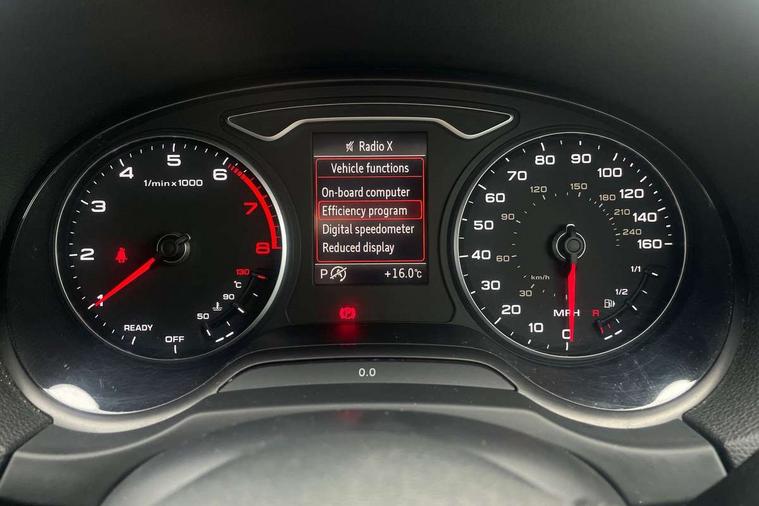 Radio X
Vehicle functions
On-board computer
Efficiency program
Digital speedometer
Reduced display
P +16.0°C
1/min x 1000
READY 1 2 3 4 5 6 7 8
OFF
50 90 130
°C
0 10 20 30 40 50 60 70 80 90 100 120 140 160
MPH
30 60 90 120 150 180 210 240
km/h
R 1/2 1/1
(P)
0.0